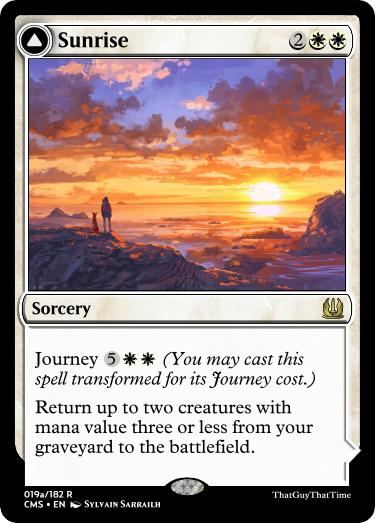 Sunrise 2
Sorcery
Journey 5 (You may cast this
spell transformed for its Journey cost.)
Return up to two creatures with
mana value three or less from your
graveyard to the battlefield.
019a/182 R
CMS • EN Sylvain Sarrailh
ThatGuyThatTime